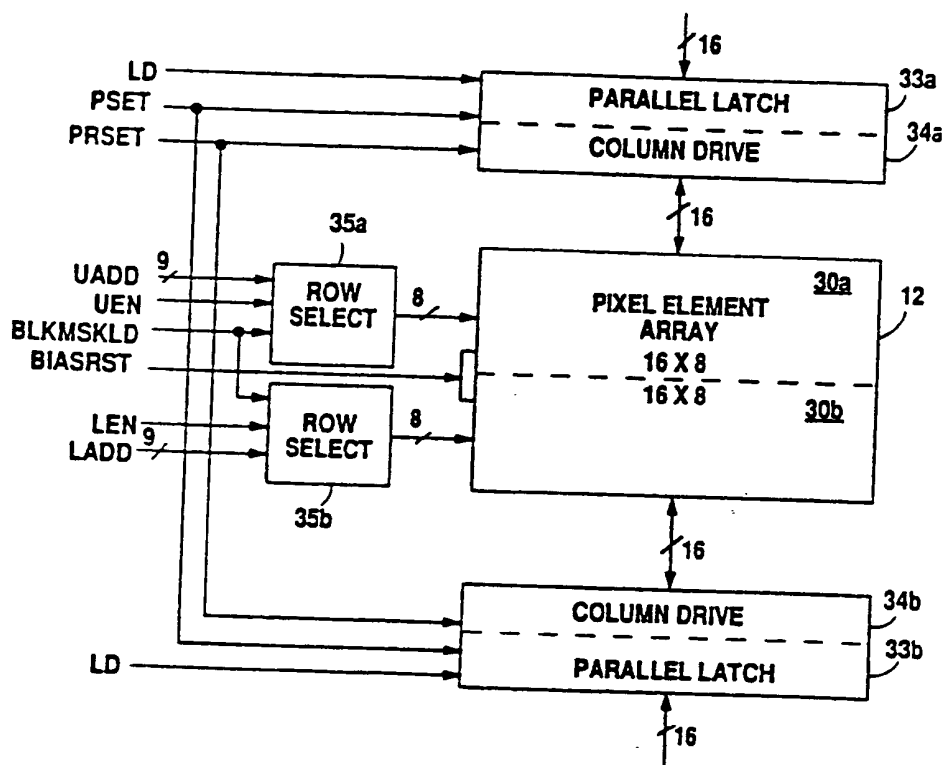 16
LD
PSET
PRSET
PARALLEL LATCH
COLUMN DRIVE
33a
34a
16
35a
UADD 9
UEN
BLKMSKLD
BIASRST
ROW
SELECT
8
30a
PIXEL ELEMENT
ARRAY
16 X 8
16 X 8
30b
12
LEN
LADD 9
ROW
SELECT
8
35b
16
COLUMN DRIVE
PARALLEL LATCH
34b
33b
LD
16